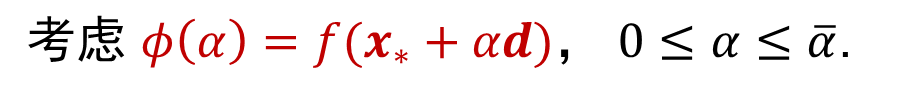 考虑 𝜙(𝛼) = 𝑓(𝒙∗ + 𝛼𝒅)， 0 ≤ 𝛼 ≤ 𝛼̅.